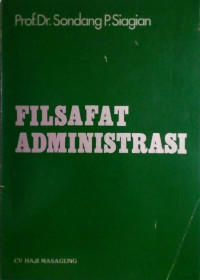 Prof.Dr. Sondang P. Siagian
FILSAFAT
ADMINISTRASI
CV HAJI MASAGUNG